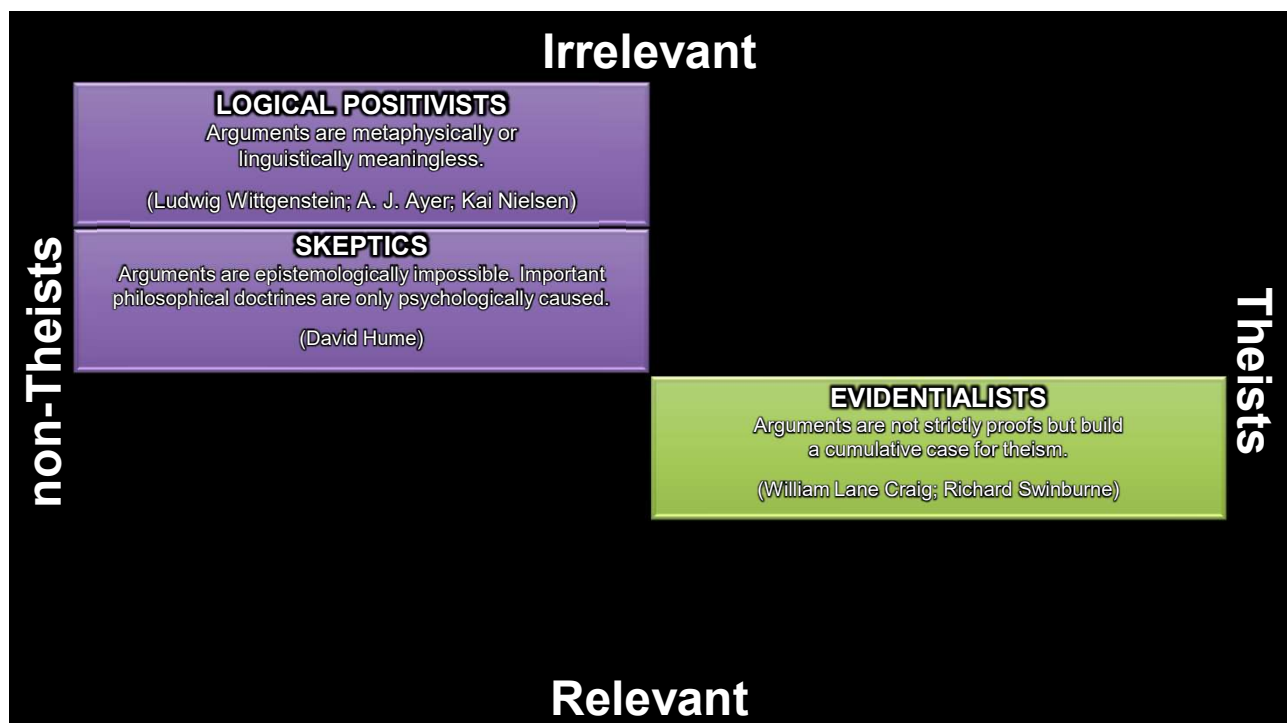 Irrelevant
LOGICAL POSITIVISTS
Arguments are metaphysically or
linguistically meaningless.
(Ludwig Wittgenstein; A. J. Ayer; Kai Nielsen)
SKEPTICS
Arguments are epistemologically impossible. Important
philosophical doctrines are only psychologically caused.
(David Hume)
non-Theists
Theists
EVIDENTIALISTS
Arguments are not strictly proofs but build
a cumulative case for theism.
(William Lane Craig; Richard Swinburne)
Relevant